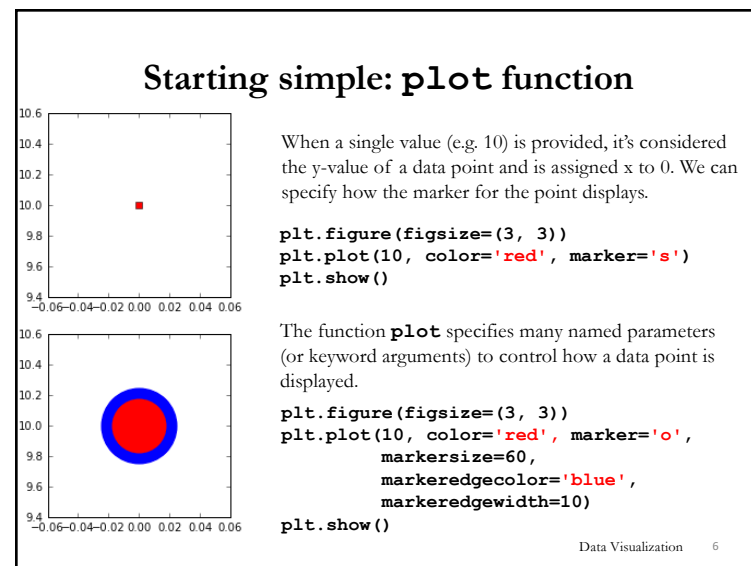 Starting simple: plot function
10.6
10.4
10.2
10.0
9.8
9.6
9.4
−0.06−0.04−0.02 0.00 0.02 0.04 0.06
When a single value (e.g. 10) is provided, it's considered
the y-value of a data point and is assigned x to 0. We can
specify how the marker for the point displays.
plt.figure(figsize=(3, 3))
plt.plot(10, color='red', marker='s')
plt.show()
10.6
10.4
10.2
10.0
9.8
9.6
9.4
−0.06−0.04−0.02 0.00 0.02 0.04 0.06
The function plot specifies many named parameters
(or keyword arguments) to control how a data point is
displayed.
plt.figure(figsize=(3, 3))
plt.plot(10, color='red', marker='o',
markersize=60,
markeredgecolor='blue',
markeredgewidth=10)
plt.show()
Data Visualization 6